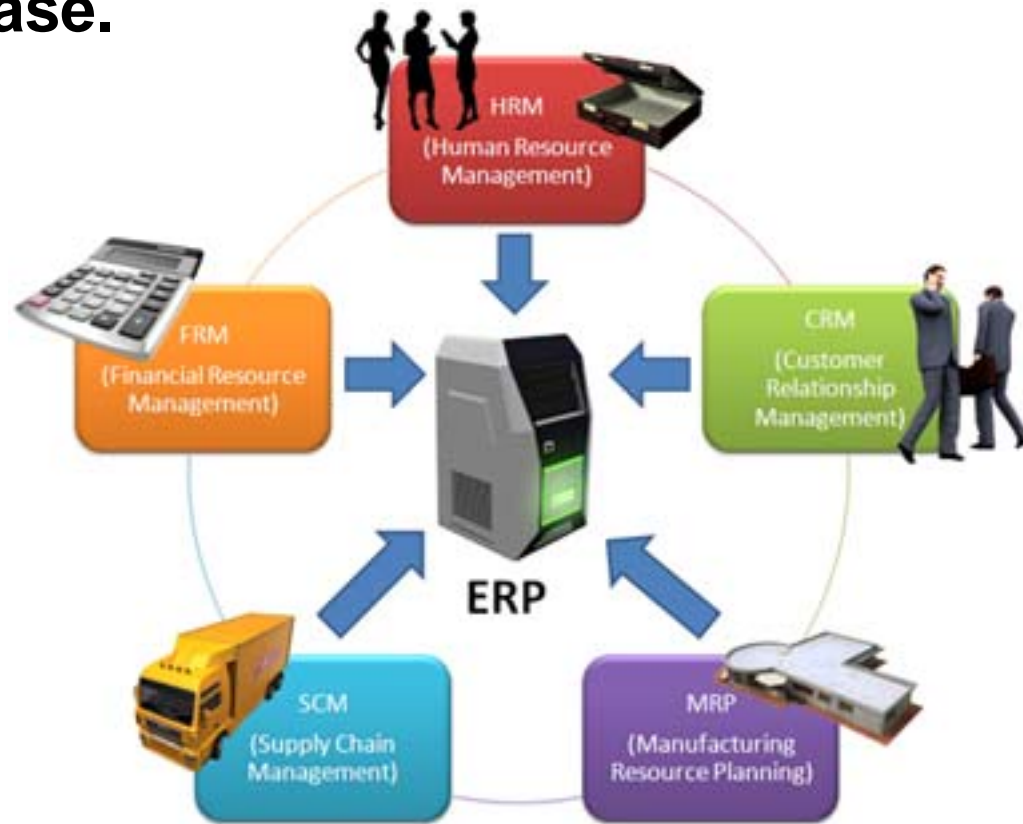 ase.
HRM
(Human Resource
Management)
FRM
(Financial Resource
Management)
CRM
(Customer
Relationship
Management)
ERP
SCM
(Supply Chain
Management)
MRP
(Manufacturing
Resource Planning)